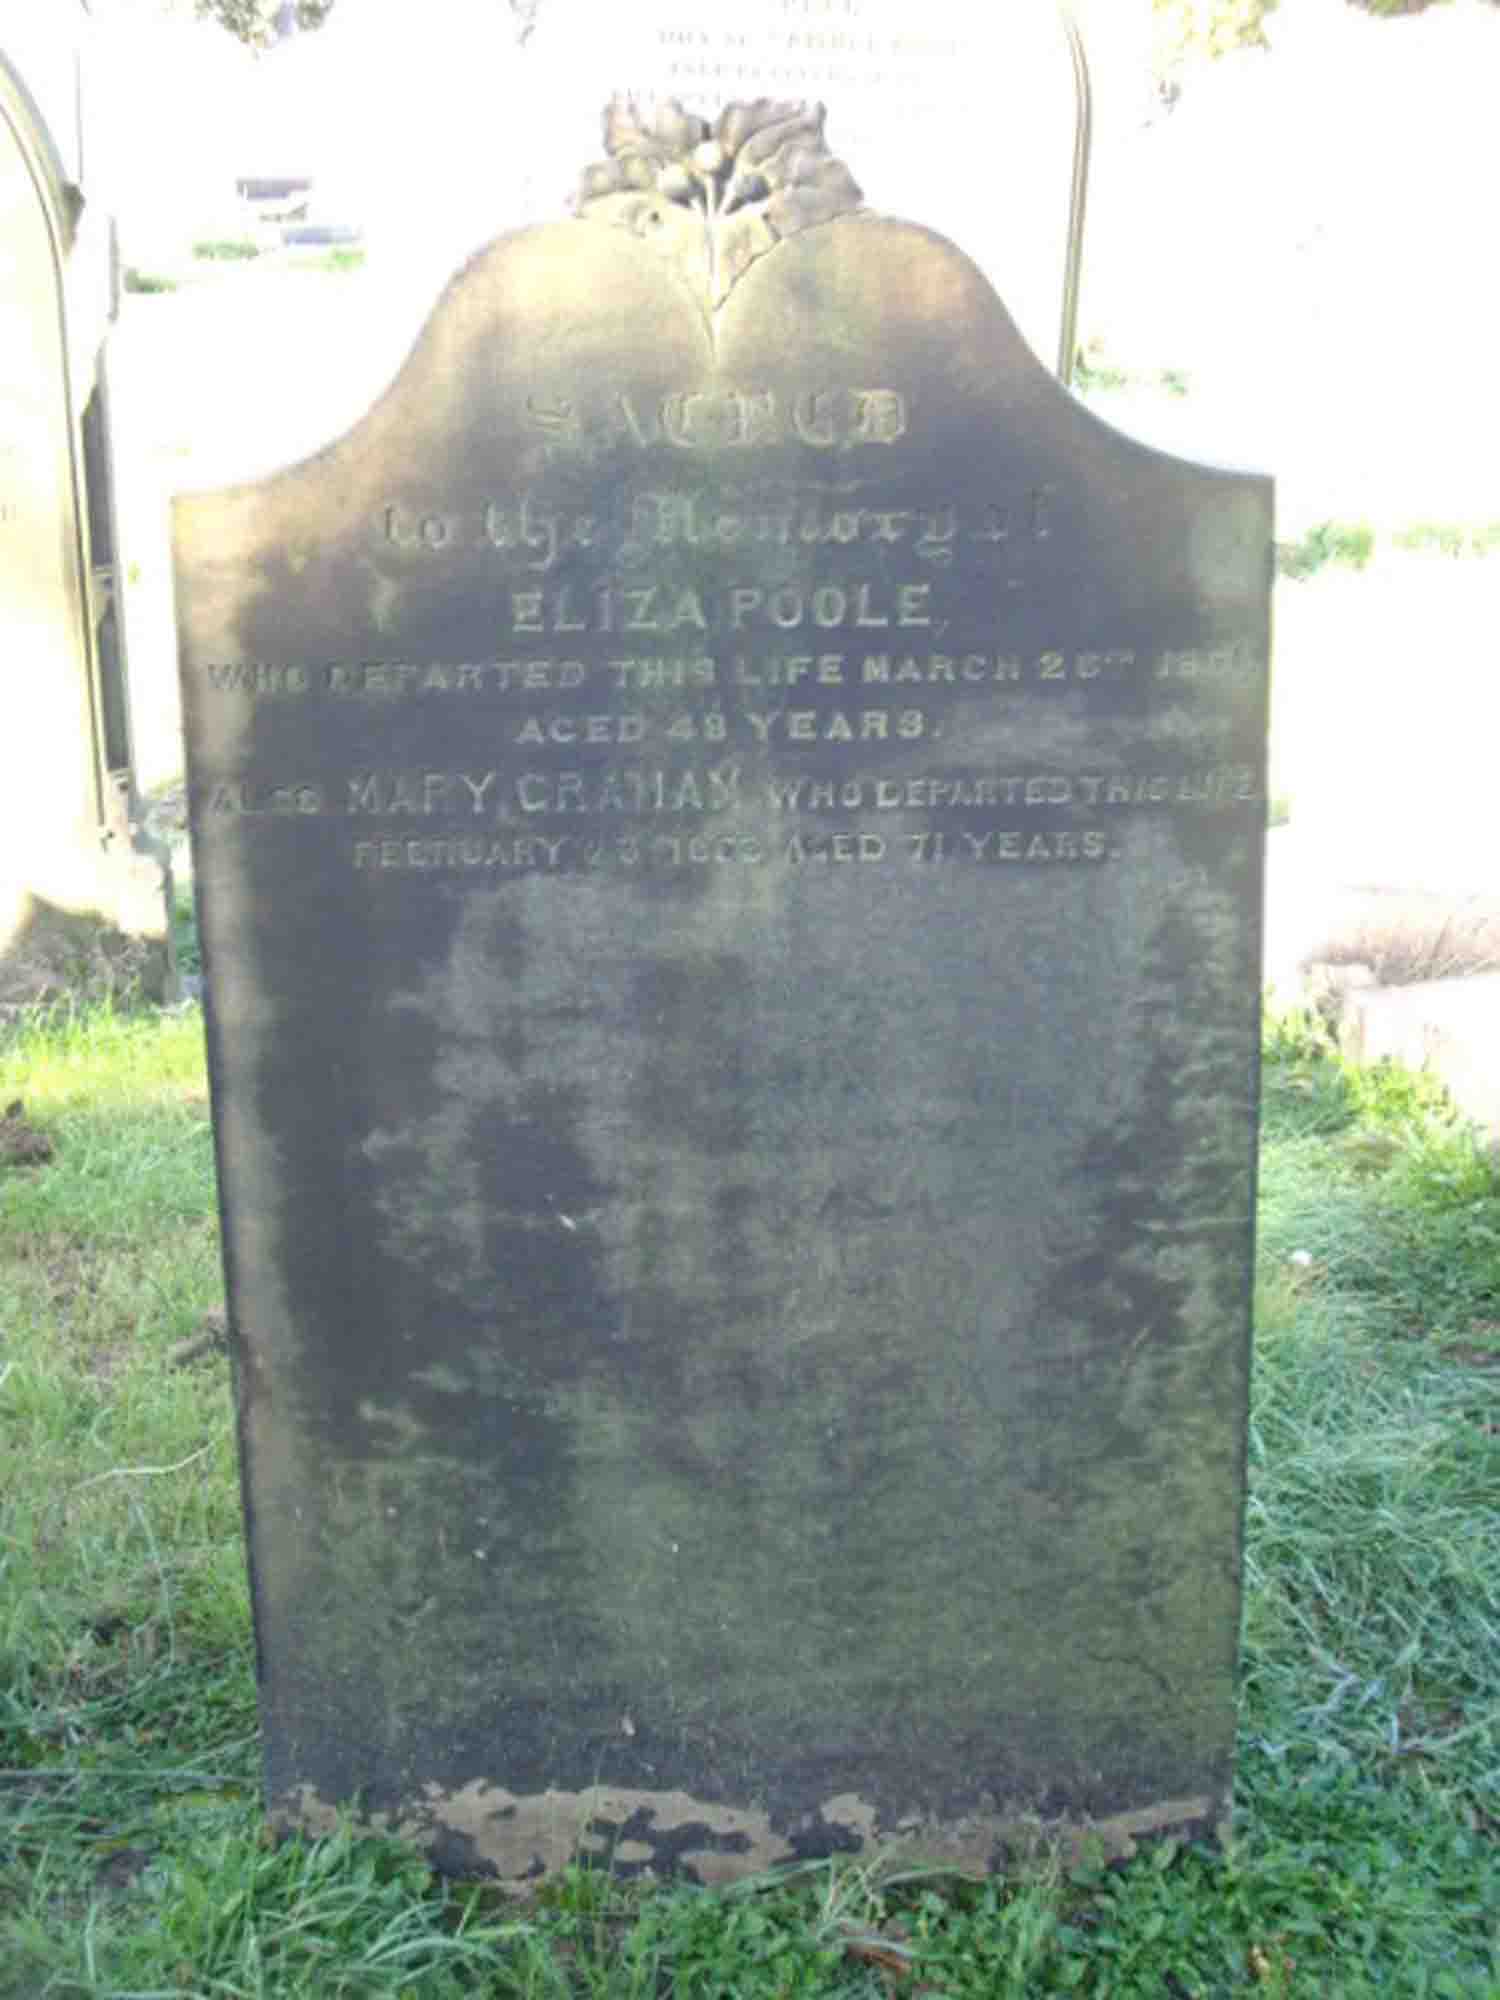 SACRED
to the Memory of
ELIZA POOLE,
WHO DEPARTED THIS LIFE MARCH
AGED 48 YEARS.
ALSO MARY GRAHAM WHO DEPARTED THIS LIFE
FEBRUARY AGED 71 YEARS.